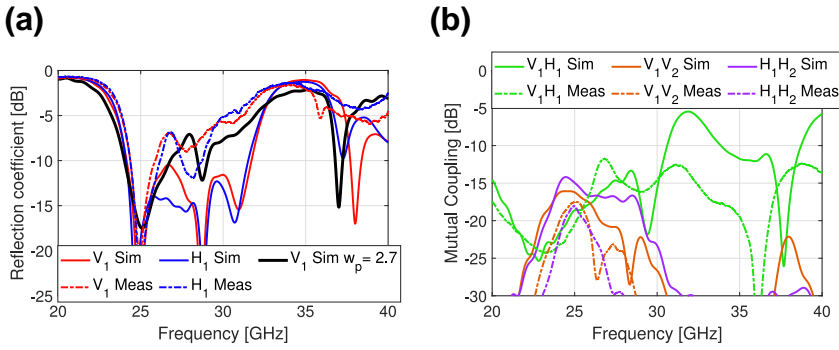 (a)
(b)
0
-5
-10
-15
-20
-25
20
25
30
35
40
Frequency [GHz]
Reflection coefficient [dB]
V1 Sim
H1 Sim
V1 Sim wp= 2.7
V1 Meas
H1 Meas
V1H1 Sim
V1V2 Sim
H1H2 Sim
V1H1 Meas
V1V2 Meas
H1H2 Meas
0
-5
-10
-15
-20
-25
-30
20
25
30
35
40
Frequency [GHz]
Mutual Coupling [dB]